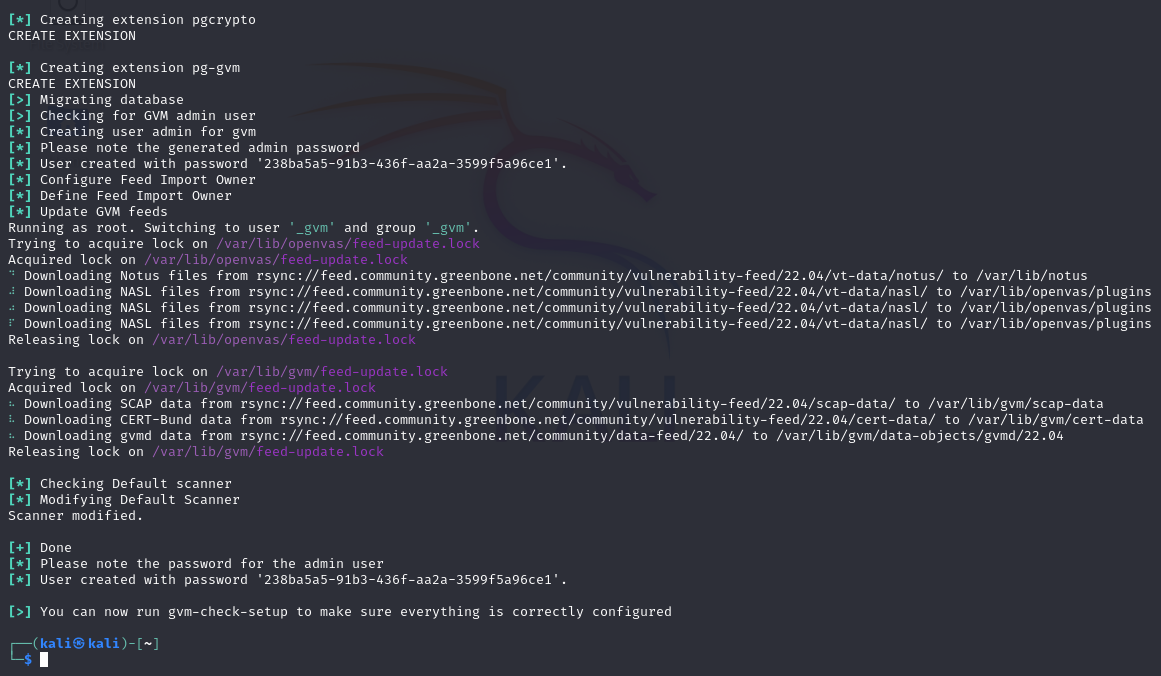 [*] Creating extension pgcrypto
CREATE EXTENSION
[*] Creating extension pg-gvm
CREATE EXTENSION
[>] Migrating database
[>] Checking for GVM admin user
[*] Creating user admin for gvm
[*] Please note the generated admin password
[*] User created with password '238ba5a5-91b3-436f-aa2a-3599f5a96ce1'.
[*] Configure Feed Import Owner
[*] Define Feed Import Owner
[*] Update GVM feeds
Running as root. Switching to user '_gvm' and group '_gvm'.
Trying to acquire lock on /var/lib/openvas/feed-update.lock
Acquired lock on /var/lib/openvas/feed-update.lock
⠙ Downloading Notus files from rsync://feed.community.greenbone.net/community/vulnerability-feed/22.04/vt-data/notus/ to /var/lib/notus
⠼ Downloading NASL files from rsync://feed.community.greenbone.net/community/vulnerability-feed/22.04/vt-data/nasl/ to /var/lib/openvas/plugins
⠴ Downloading NASL files from rsync://feed.community.greenbone.net/community/vulnerability-feed/22.04/vt-data/nasl/ to /var/lib/openvas/plugins
⠏ Downloading NASL files from rsync://feed.community.greenbone.net/community/vulnerability-feed/22.04/vt-data/nasl/ to /var/lib/openvas/plugins
Releasing lock on /var/lib/openvas/feed-update.lock
Trying to acquire lock on /var/lib/gvm/feed-update.lock
Acquired lock on /var/lib/gvm/feed-update.lock
⠦ Downloading SCAP data from rsync://feed.community.greenbone.net/community/vulnerability-feed/22.04/scap-data/ to /var/lib/gvm/scap-data
⠧ Downloading CERT-Bund data from rsync://feed.community.greenbone.net/community/vulnerability-feed/22.04/cert-data/ to /var/lib/gvm/cert-data
⠦ Downloading gvmd data from rsync://feed.community.greenbone.net/community/data-feed/22.04/ to /var/lib/gvm/data-objects/gvmd/22.04
Releasing lock on /var/lib/gvm/feed-update.lock
[*] Checking Default scanner
[*] Modifying Default Scanner
Scanner modified.
[+] Done
[*] Please note the password for the admin user
[*] User created with password '238ba5a5-91b3-436f-aa2a-3599f5a96ce1'.
[>] You can now run gvm-check-setup to make sure everything is correctly configured
┌──(kali㉿kali)-[~]
└─$
KALI